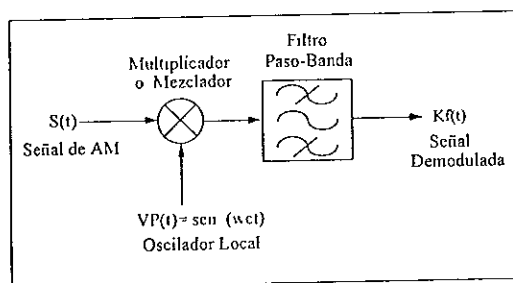 Filtro
Paso-Banda
Multiplicador
o Mezclador
S(t)
Señal de AM
Kf(t)
Señal
Demodulada
VP(t)= sen (wct)
Oscilador Local